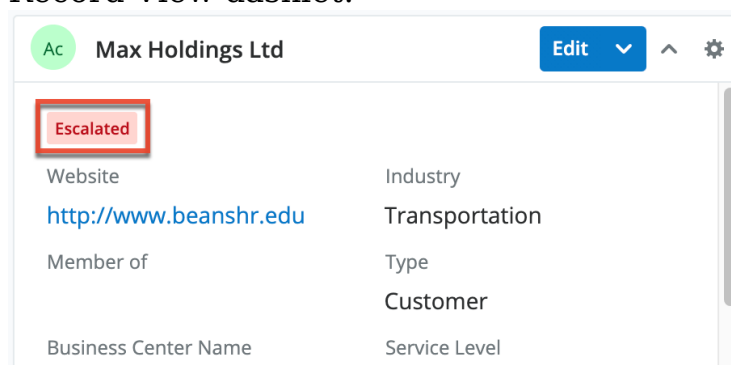 Record View dashlet.
Ac Max Holdings Ltd Edit
Escalated
Website Industry
http://www.beanshr.edu Transportation
Member of Type
Customer
Business Center Name Service Level